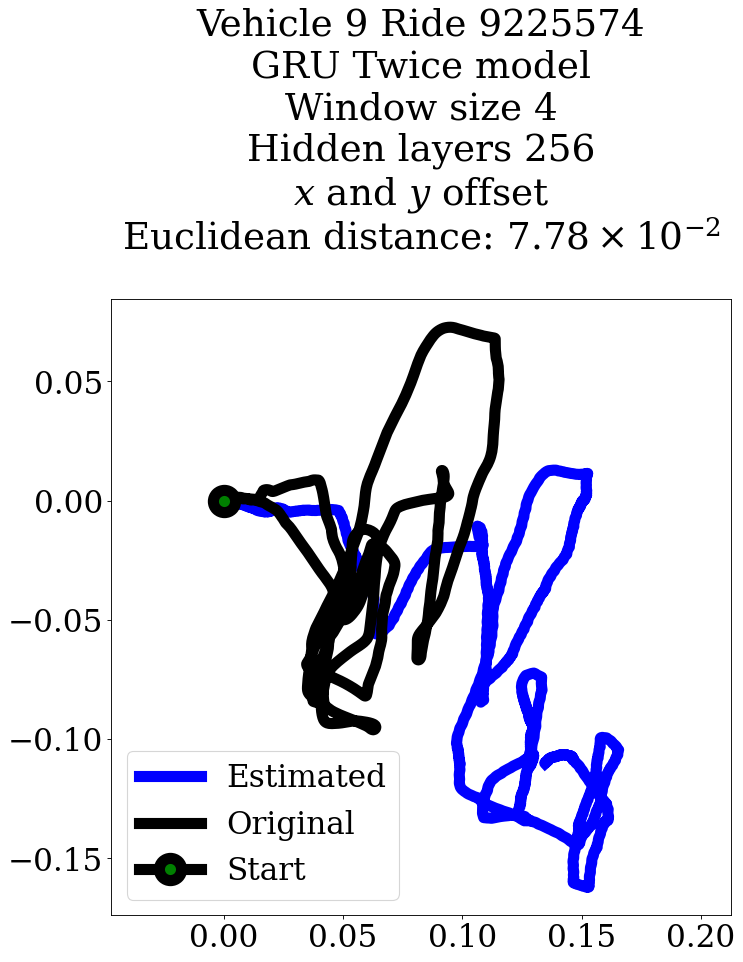 Vehicle 9 Ride 9225574
GRU Twice model
Window size 4
Hidden layers 256
x and y offset
Euclidean distance: 7.78 × 10⁻²
0.05
0.00
−0.05
−0.10
−0.15
Estimated
Original
Start
0.00 0.05 0.10 0.15 0.20